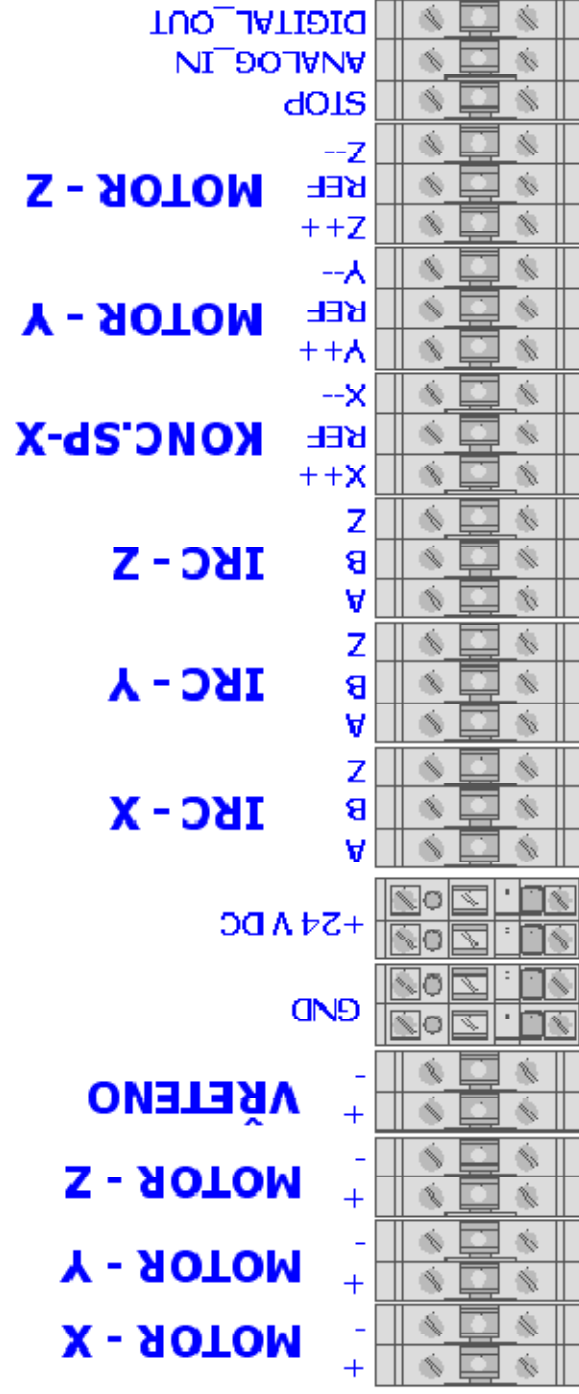 +
MOTOR - X
-
+
MOTOR - Y
-
+
MOTOR - Z
-
+
VŘETENO
-
GND
+24 V DC
A
B IRC - X
Z
A
B IRC - Y
Z
A
B IRC - Z
Z
X++
REF KONC.SP-X
X--
Y++
REF MOTOR - Y
Y--
Z++
REF MOTOR - Z
Z--
STOP
ANALOG_IN
DIGITAL_OUT